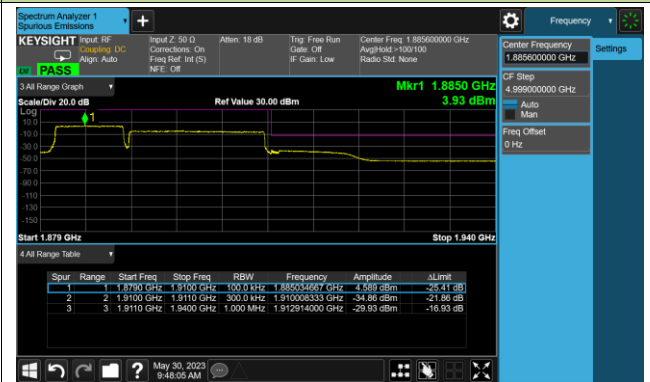 Spectrum Analyzer 1
Spurious Emissions
Frequency
KEYSIGHT Input: RF Input Z: 50 Ω Atten: 18 dB Trig: Free Run Center Freq: 1.885600000 GHz
Coupling: DC Corrections: On Gate: Off Avg|Hold:>100/100
Align: Auto Freq Ref: Int (S) IF Gain: Low Radio Std: None
NFE: Off
PASS
3 All Range Graph
Mkr1 1.8850 GHz
Scale/Div 20.0 dB Ref Value 30.00 dBm 3.93 dBm
Log
1
10.0
-10.0
-30.0
-50.0
-70.0
-90.0
-110
-130
-150
Start 1.879 GHz Stop 1.940 GHz
4 All Range Table
Spur Range Start Freq Stop Freq RBW Frequency Amplitude ΔLimit
1 1 1.8790 GHz 1.9100 GHz 100.0 kHz 1.885034667 GHz 4.589 dBm -25.41 dB
2 2 1.9100 GHz 1.9110 GHz 300.0 kHz 1.910008333 GHz -34.86 dBm -21.86 dB
3 3 1.9110 GHz 1.9400 GHz 1.000 MHz 1.912914000 GHz -29.93 dBm -16.93 dB
Center Frequency
1.885600000 GHz
Settings
CF Step
4.999000000 GHz
Auto
Man
Freq Offset
0 Hz
May 30, 2023
9:48:05 AM